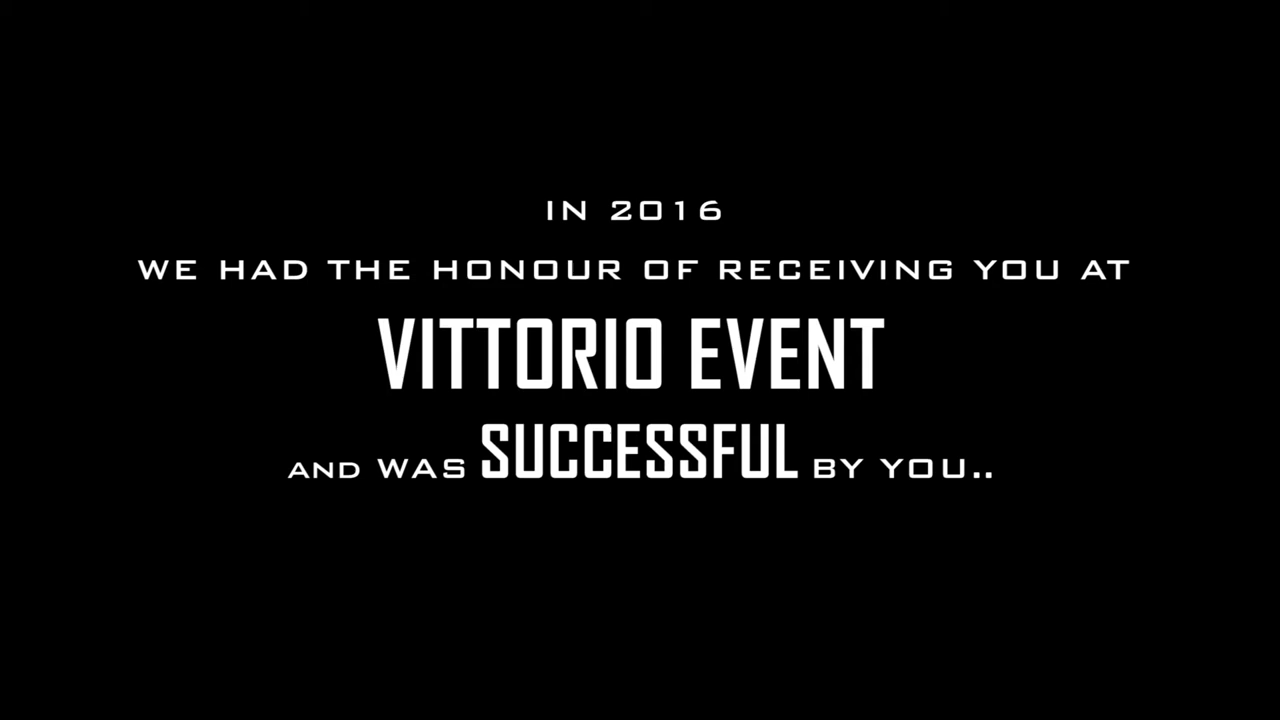 IN 2016
WE HAD THE HONOUR OF RECEIVING YOU AT
VITTORIO EVENT
AND WAS SUCCESSFUL BY YOU..